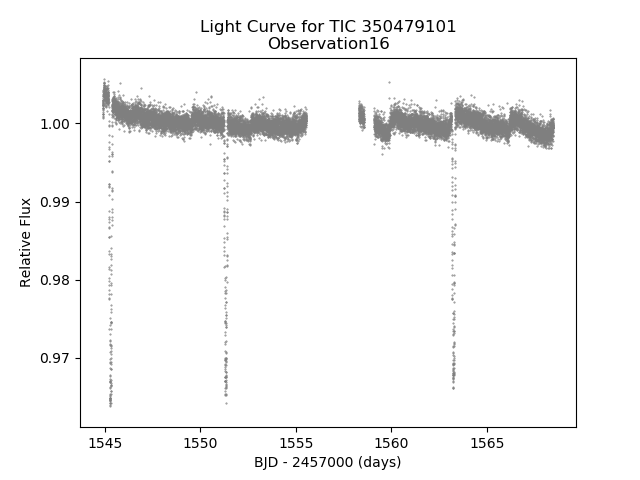 Light Curve for TIC 350479101
Observation16
1.00
0.99
0.98
0.97
Relative Flux
1545
1550
1555
1560
1565
BJD - 2457000 (days)